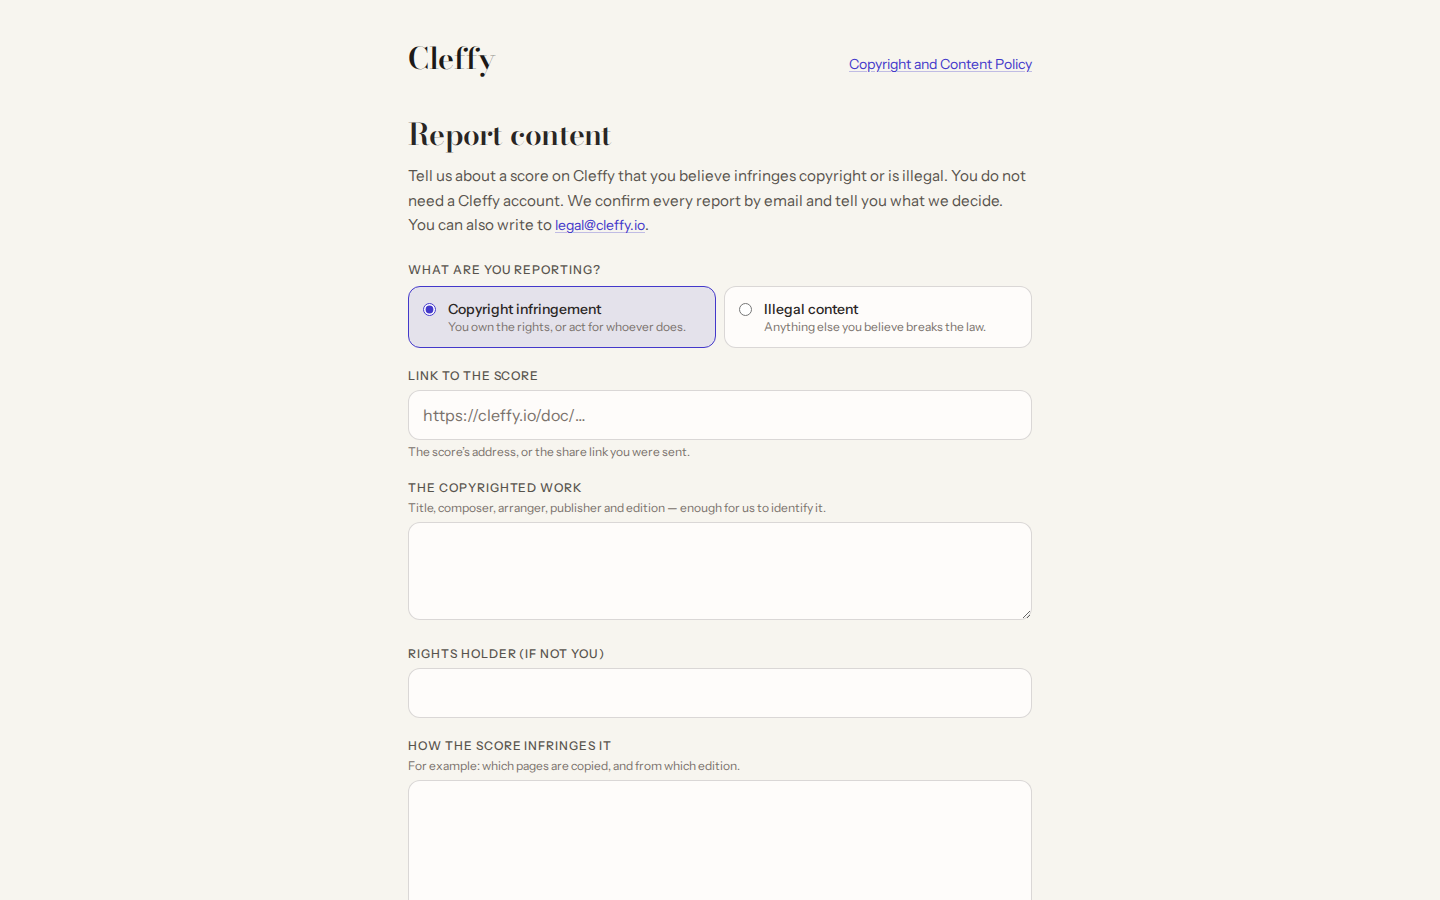 Cleffy
Copyright and Content Policy
Report content
Tell us about a score on Cleffy that you believe infringes copyright or is illegal. You do not
need a Cleffy account. We confirm every report by email and tell you what we decide.
You can also write to legal@cleffy.io.
WHAT ARE YOU REPORTING?
Copyright infringement
You own the rights, or act for whoever does.
Illegal content
Anything else you believe breaks the law.
LINK TO THE SCORE
https://cleffy.io/doc/…
The score’s address, or the share link you were sent.
THE COPYRIGHTED WORK
Title, composer, arranger, publisher and edition — enough for us to identify it.
RIGHTS HOLDER (IF NOT YOU)
HOW THE SCORE INFRINGES IT
For example: which pages are copied, and from which edition.